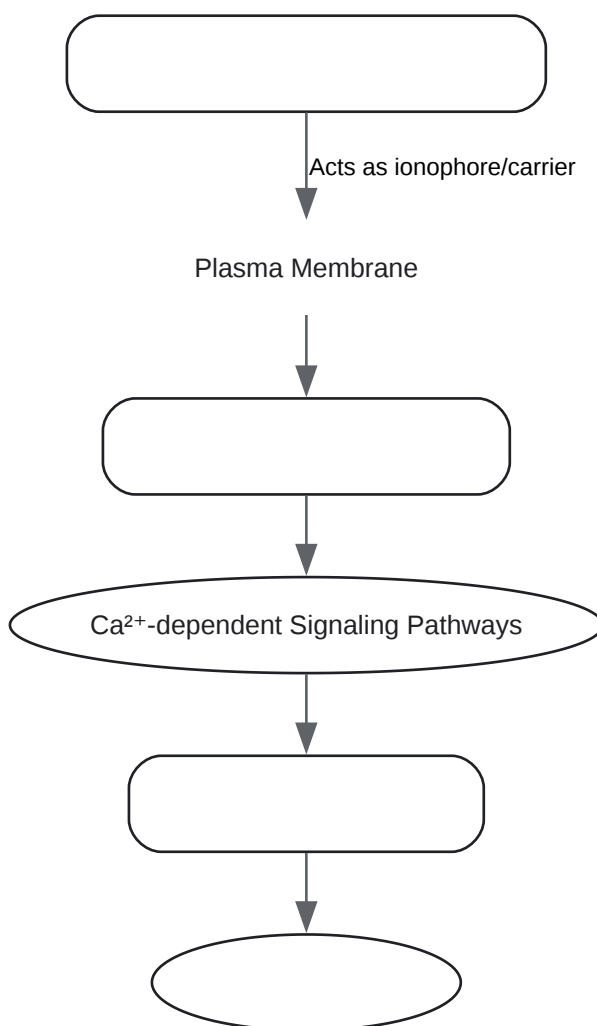 Acts as ionophore/carrier
Plasma Membrane
Ca²⁺-dependent Signaling Pathways